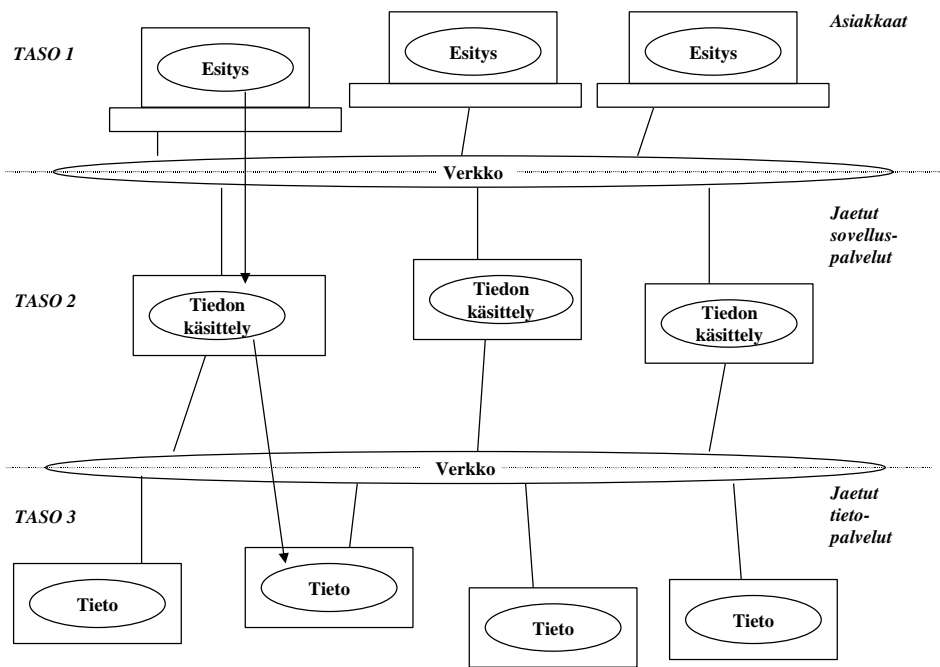 Asiakkaat
TASO 1
Esitys
Esitys
Esitys
Verkko
Jaetut
sovellus-
palvelut
TASO 2
Tiedon
käsittely
Tiedon
käsittely
Tiedon
käsittely
Verkko
Jaetut
tieto-
palvelut
TASO 3
Tieto
Tieto
Tieto
Tieto